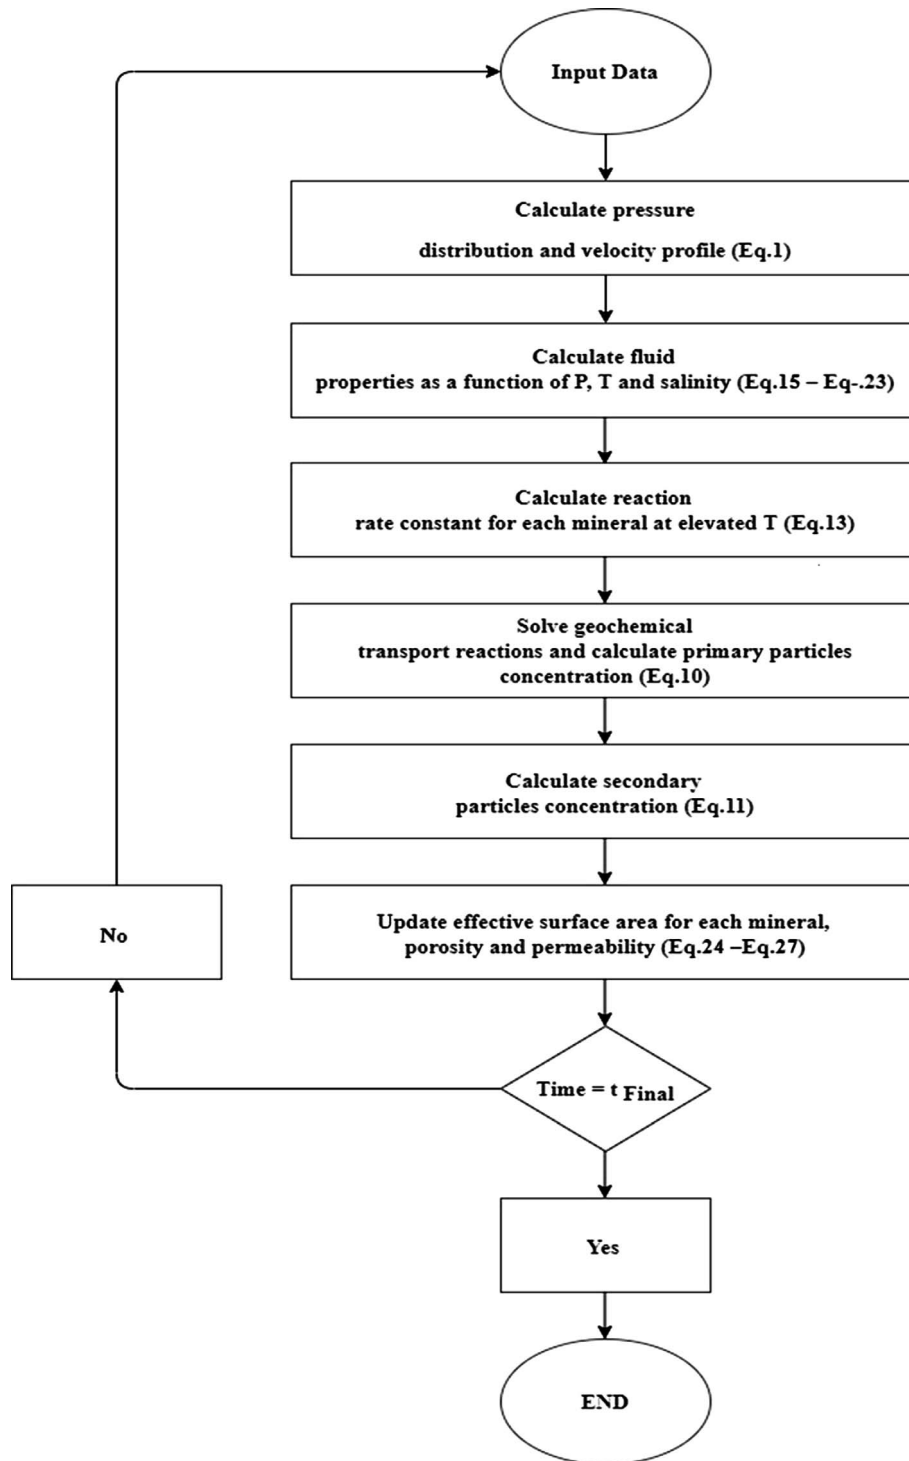 Input Data
Calculate pressure
distribution and velocity profile (Eq.1)
Calculate fluid
properties as a function of P, T and salinity (Eq.15 – Eq-.23)
Calculate reaction
rate constant for each mineral at elevated T (Eq.13)
Solve geochemical
transport reactions and calculate primary particles
concentration (Eq.10)
Calculate secondary
particles concentration (Eq.11)
Update effective surface area for each mineral,
porosity and permeability (Eq.24 –Eq.27)
No
Time = t Final
Yes
END